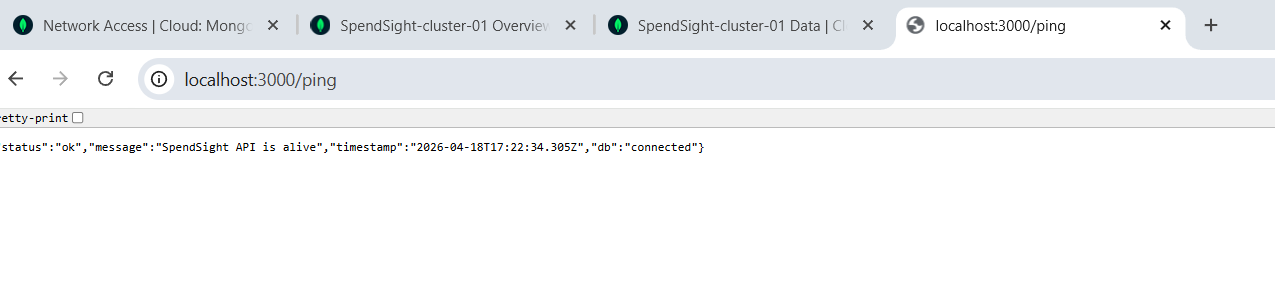 Network Access | Cloud: Mongo
SpendSight-cluster-01 Overview
SpendSight-cluster-01 Data | Cl
localhost:3000/ping
localhost:3000/ping
etty-print
status":"ok","message":"SpendSight API is alive","timestamp":"2026-04-18T17:22:34.305Z","db":"connected"}